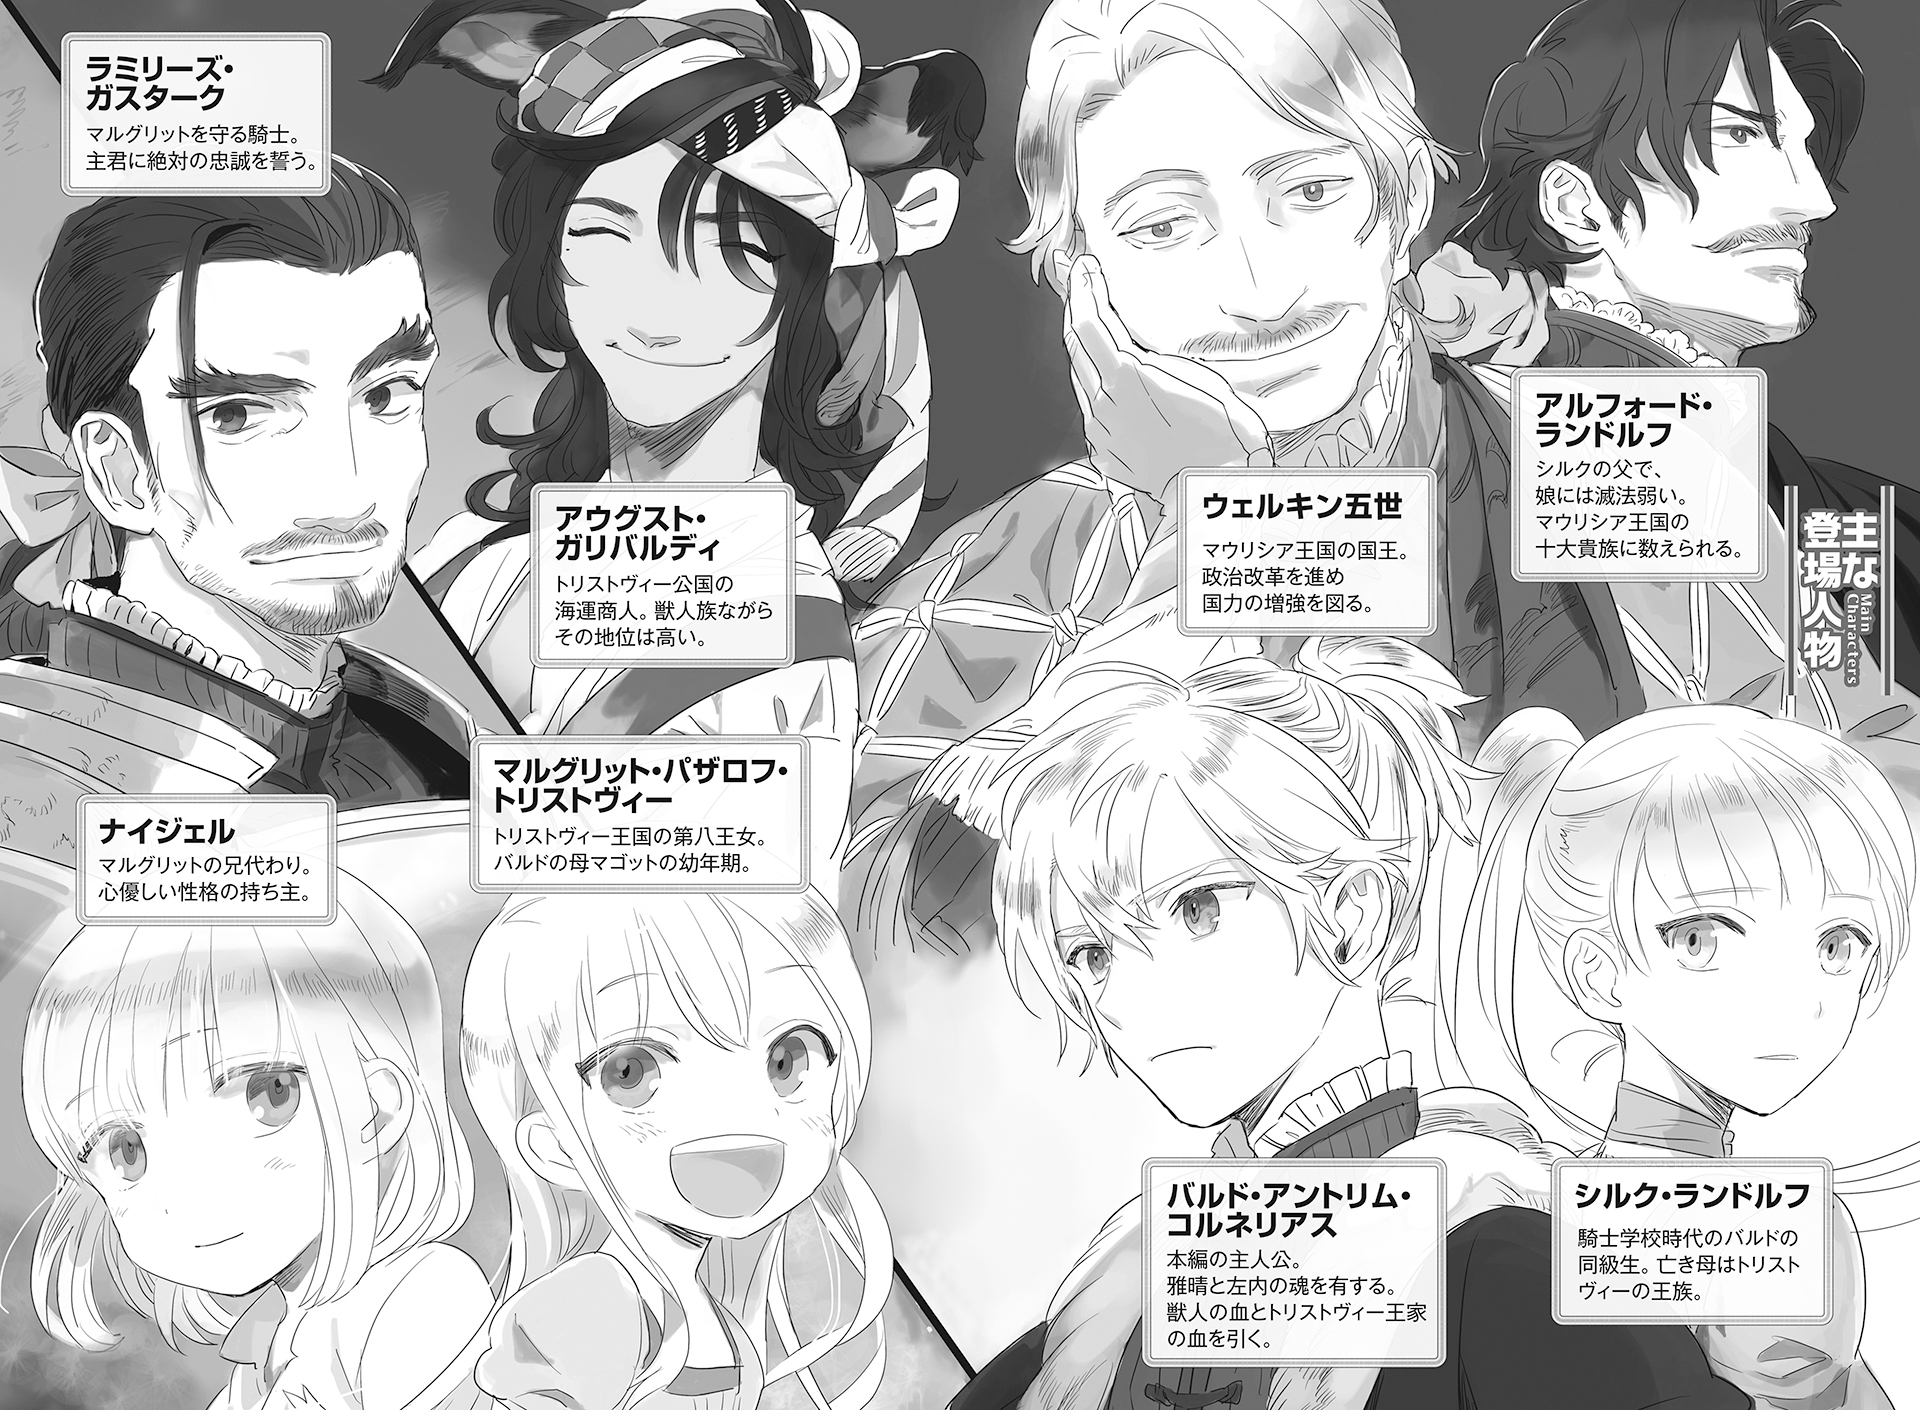 主な
登場人物
Main
Characters
アルフォード・
ランドルフ
シルクの父で、
娘には滅法弱い。
マウリシア王国の
十大貴族に数えられる。
ウェルキン五世
マウリシア王国の国王。
政治改革を進め
国力の増強を図る。
アウグスト・
ガリバルディ
トリストヴィー公国の
海運商人。獣人族ながら
その地位は高い。
ラミリーズ・
ガスターク
マルグリットを守る騎士。
主君に絶対の忠誠を誓う。
シルク・ランドルフ
騎士学校時代のバルドの
同級生。亡き母はトリスト
ヴィーの王族。
バルド・アントリム・
コルネリアス
本編の主人公。
雅晴と左内の魂を有する。
獣人の血とトリストヴィー王家
の血を引く。
マルグリット・パザロフ・
トリストヴィー
トリストヴィー王国の第八王女。
バルドの母マゴットの幼年期。
ナイジェル
マルグリットの兄代わり。
心優しい性格の持ち主。